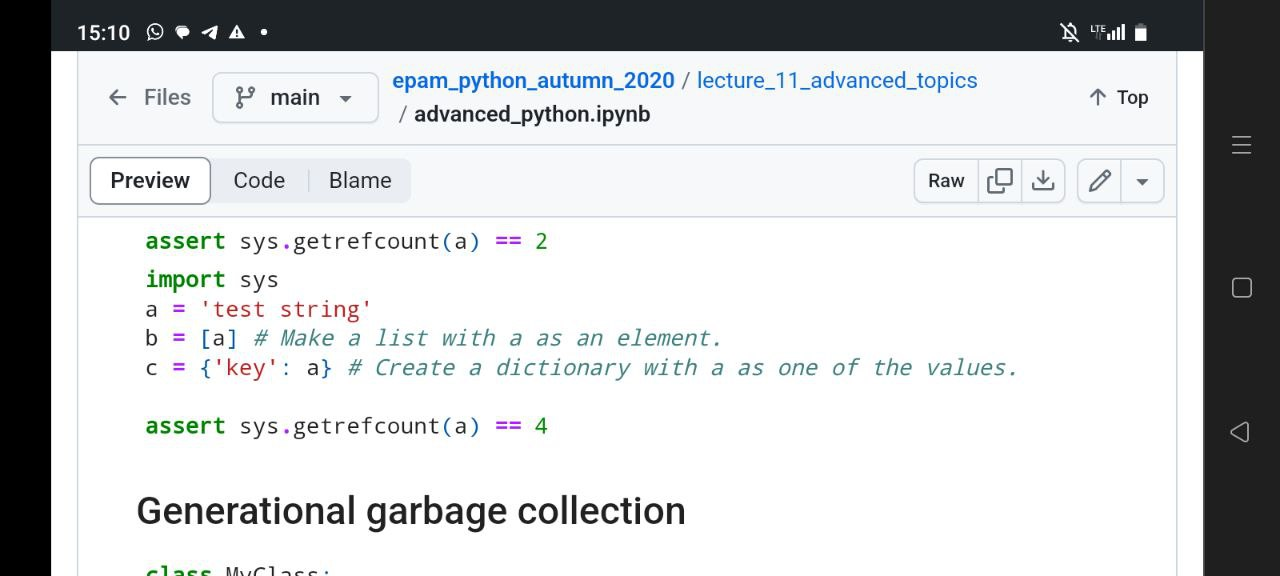 15:10
LTE
Files
main
epam_python_autumn_2020 / lecture_11_advanced_topics
/ advanced_python.ipynb
Top
Preview
Code
Blame
Raw
assert sys.getrefcount(a) == 2
import sys
a = 'test string'
b = [a] # Make a list with a as an element.
c = {'key': a} # Create a dictionary with a as one of the values.
assert sys.getrefcount(a) == 4
Generational garbage collection
class MyClass: